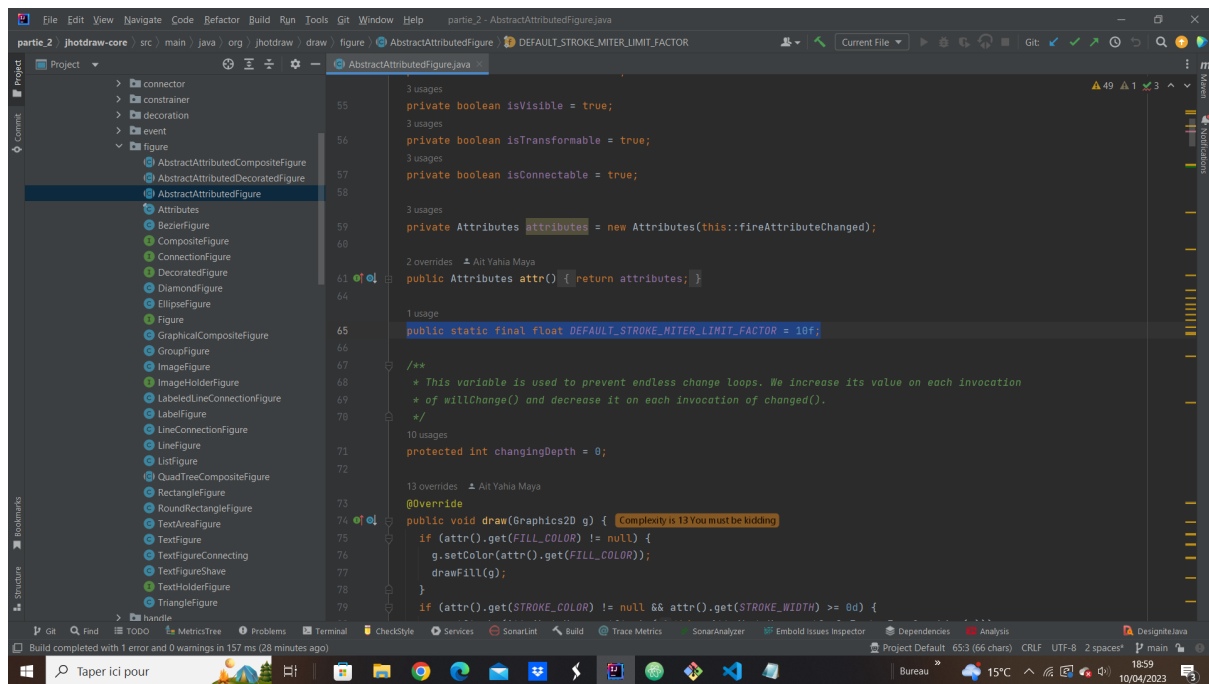 File Edit View Navigate Code Refactor Build Run Tools Git Window Help partie_2 - AbstractAttributedFigure.java
partie_2 jhotdraw-core src main java org jhotdraw draw figure AbstractAttributedFigure DEFAULT_STROKE_MITER_LIMIT_FACTOR Current File Git:
Project
AbstractAttributedFigure.java
Project
Commit
Bookmarks
Structure
connector
constrainer
decoration
event
figure
AbstractAttributedCompositeFigure
AbstractAttributedDecoratedFigure
AbstractAttributedFigure
Attributes
BezierFigure
CompositeFigure
ConnectionFigure
DecoratedFigure
DiamondFigure
EllipseFigure
Figure
GraphicalCompositeFigure
GroupFigure
ImageFigure
ImageHolderFigure
LabeledLineConnectionFigure
LabelFigure
LineConnectionFigure
LineFigure
ListFigure
QuadTreeCompositeFigure
RectangleFigure
RoundRectangleFigure
TextAreaFigure
TextFigure
TextFigureConnecting
TextFigureShave
TextHolderFigure
TriangleFigure
handle
3 usages
55 private boolean isVisible = true;
3 usages
56 private boolean isTransformable = true;
3 usages
57 private boolean isConnectable = true;
58
3 usages
59 private Attributes attributes = new Attributes(this::fireAttributeChanged);
60
2 overrides Ait Yahia Maya
61 public Attributes attr() { return attributes; }
64
1 usage
65 public static final float DEFAULT_STROKE_MITER_LIMIT_FACTOR = 10f;
66
67 /**
68 * This variable is used to prevent endless change loops. We increase its value on each invocation
69 * of willChange() and decrease it on each invocation of changed().
70 */
10 usages
71 protected int changingDepth = 0;
72
13 overrides Ait Yahia Maya
73 @Override
74 public void draw(Graphics2D g) { Complexity is 13 You must be kidding
75 if (attr().get(FILL_COLOR) != null) {
76 g.setColor(attr().get(FILL_COLOR));
77 drawFill(g);
78 }
79 if (attr().get(STROKE_COLOR) != null && attr().get(STROKE_WIDTH) >= 0d) {
49 1 3
m
Maven
Notifications
Git Find TODO MetricsTree Problems Terminal CheckStyle Services SonarLint Build Trace Metrics SonarAnalyzer Embold Issues Inspector Dependencies Analysis DesigniteJava
Build completed with 1 error and 0 warnings in 157 ms (28 minutes ago) Project Default 65:3 (66 chars) CRLF UTF-8 2 spaces* main
Taper ici pour
Bureau » 15°C 18:59
10/04/2023
3